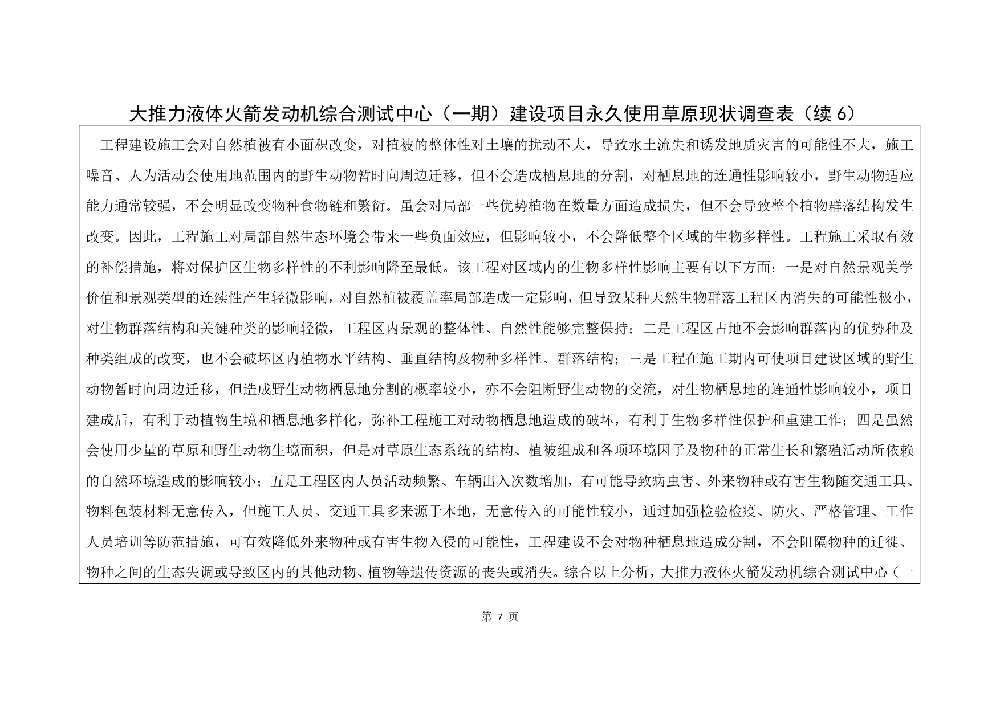 大推力液体火箭发动机综合测试中心（一期）建设项目永久使用草原现状调查表（续 6）
工程建设施工会对自然植被有小面积改变，对植被的整体性对土壤的扰动不大，导致水土流失和诱发地质灾害的可能性不大，施工
噪音、人为活动会使用地范围内的野生动物暂时向周边迁移，但不会造成栖息地的分割，对栖息地的连通性影响较小，野生动物适应
能力通常较强，不会明显改变物种食物链和繁衍。虽会对局部一些优势植物在数量方面造成损失，但不会导致整个植物群落结构发生
改变。因此，工程施工对局部自然生态环境会带来一些负面效应，但影响较小，不会降低整个区域的生物多样性。工程施工采取有效
的补偿措施，将对保护区生物多样性的不利影响降至最低。该工程对区域内的生物多样性影响主要有以下方面：一是对自然景观美学
价值和景观类型的连续性产生轻微影响，对自然植被覆盖率局部造成一定影响，但导致某种天然生物群落工程区内消失的可能性极小，
对生物群落结构和关键种类的影响轻微，工程区内景观的整体性、自然性能够完整保持；二是工程区占地不会影响群落内的优势种及
种类组成的改变，也不会破坏区内植物水平结构、垂直结构及物种多样性、群落结构；三是工程在施工期内可使项目建设区域的野生
动物暂时向周边迁移，但造成野生动物栖息地分割的概率较小，亦不会阻断野生动物的交流，对生物栖息地的连通性影响较小，项目
建成后，有利于动植物生境和栖息地多样化，弥补工程施工对动物栖息地造成的破坏，有利于生物多样性保护和重建工作；四是虽然
会使用少量的草原和野生动物生境面积，但是对草原生态系统的结构、植被组成和各项环境因子及物种的正常生长和繁殖活动所依赖
的自然环境造成的影响较小；五是工程区内人员活动频繁、车辆出入次数增加，有可能导致病虫害、外来物种或有害生物随交通工具、
物料包装材料无意传入，但施工人员、交通工具多来源于本地，无意传入的可能性较小，通过加强检验检疫、防火、严格管理、工作
人员培训等防范措施，可有效降低外来物种或有害生物入侵的可能性，工程建设不会对物种栖息地造成分割，不会阻隔物种的迁徙、
物种之间的生态失调或导致区内的其他动物、植物等遗传资源的丧失或消失。综合以上分析，大推力液体火箭发动机综合测试中心（一
第 7 页